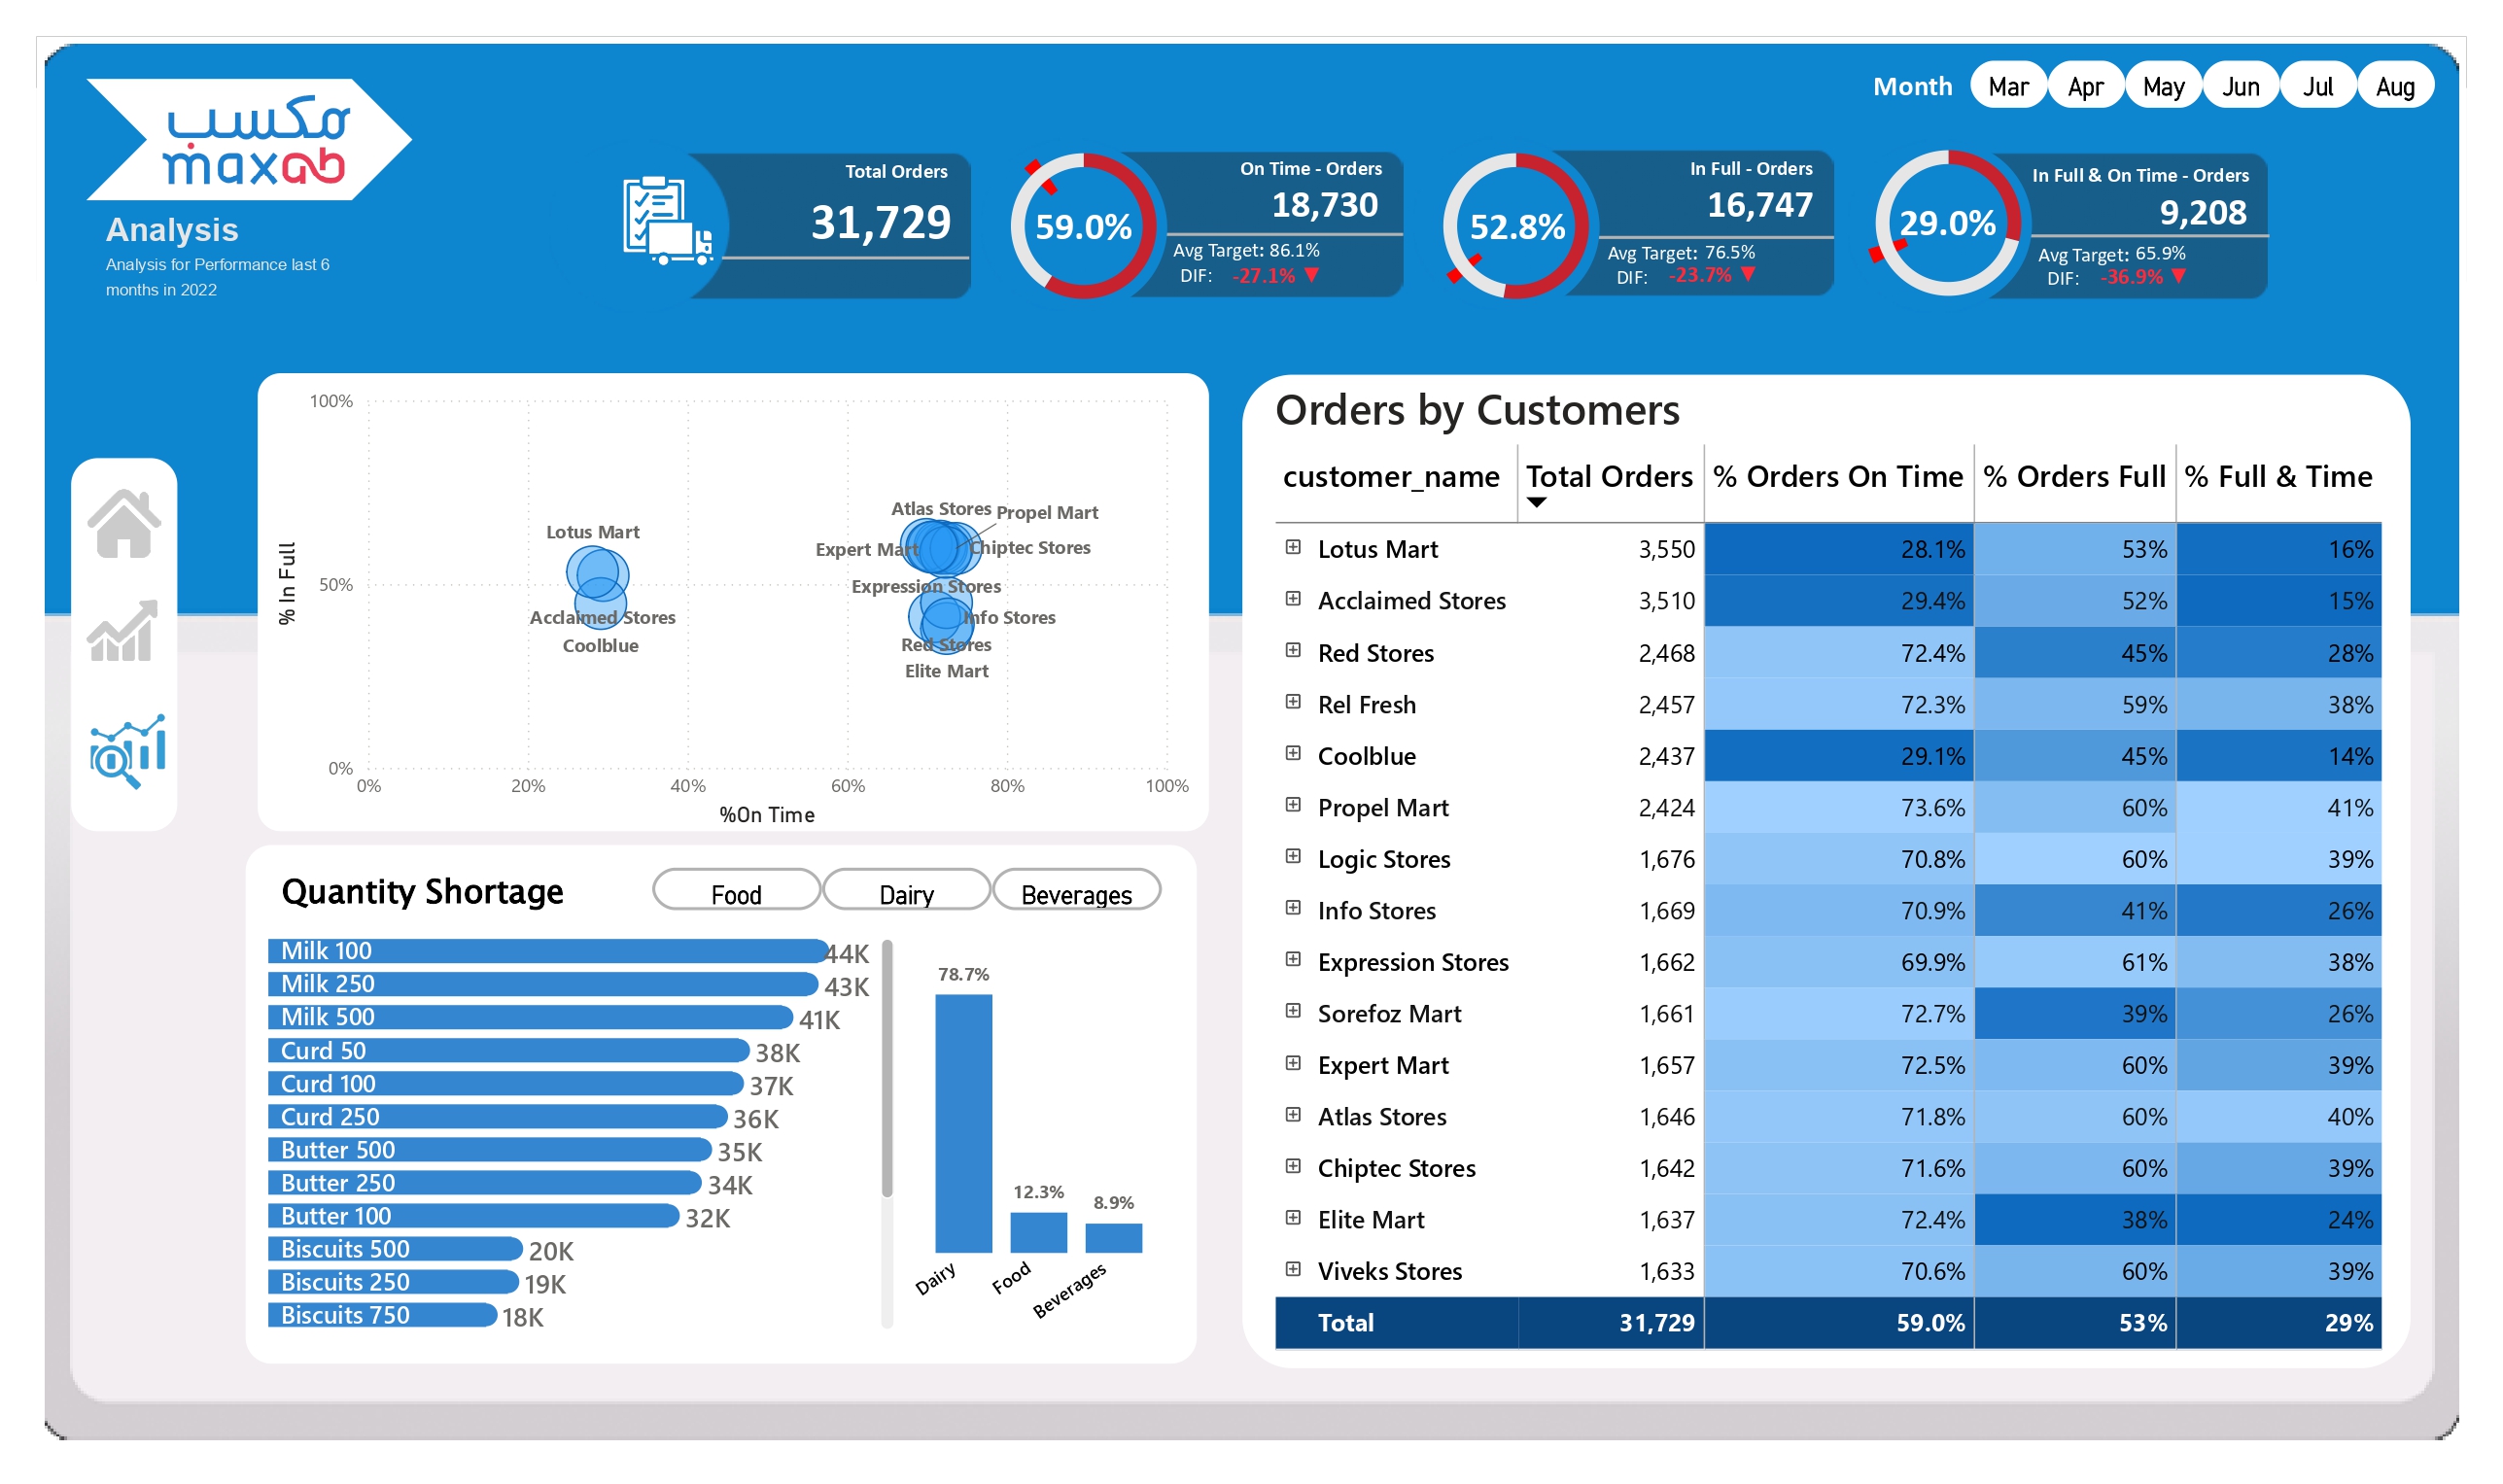 مكسب
maxab
Analysis
Analysis for Performance last 6
months in 2022
Month
Mar
Apr
May
Jun
Jul
Aug
Total Orders
31,729
59.0%
On Time - Orders
18,730
Avg Target: 86.1%
DIF: -27.1% ▼
52.8%
In Full - Orders
16,747
Avg Target: 76.5%
DIF: -23.7% ▼
29.0%
In Full & On Time - Orders
9,208
Avg Target: 65.9%
DIF: -36.9% ▼
% In Full
100%
50%
0%
Lotus Mart
Acclaimed Stores
Coolblue
Atlas Stores
Propel Mart
Expert Mart
Chiptec Stores
Expression Stores
Info Stores
Red Stores
Elite Mart
0%
20%
40%
60%
80%
100%
%On Time
Quantity Shortage
Food
Dairy
Beverages
Milk 100 44K
Milk 250 43K
Milk 500 41K
Curd 50 38K
Curd 100 37K
Curd 250 36K
Butter 500 35K
Butter 250 34K
Butter 100 32K
Biscuits 500 20K
Biscuits 250 19K
Biscuits 750 18K
78.7%
12.3%
8.9%
Dairy
Food
Beverages
Orders by Customers
customer_name Total Orders % Orders On Time % Orders Full % Full & Time
Lotus Mart 3,550 28.1% 53% 16%
Acclaimed Stores 3,510 29.4% 52% 15%
Red Stores 2,468 72.4% 45% 28%
Rel Fresh 2,457 72.3% 59% 38%
Coolblue 2,437 29.1% 45% 14%
Propel Mart 2,424 73.6% 60% 41%
Logic Stores 1,676 70.8% 60% 39%
Info Stores 1,669 70.9% 41% 26%
Expression Stores 1,662 69.9% 61% 38%
Sorefoz Mart 1,661 72.7% 39% 26%
Expert Mart 1,657 72.5% 60% 39%
Atlas Stores 1,646 71.8% 60% 40%
Chiptec Stores 1,642 71.6% 60% 39%
Elite Mart 1,637 72.4% 38% 24%
Viveks Stores 1,633 70.6% 60% 39%
Total 31,729 59.0% 53% 29%